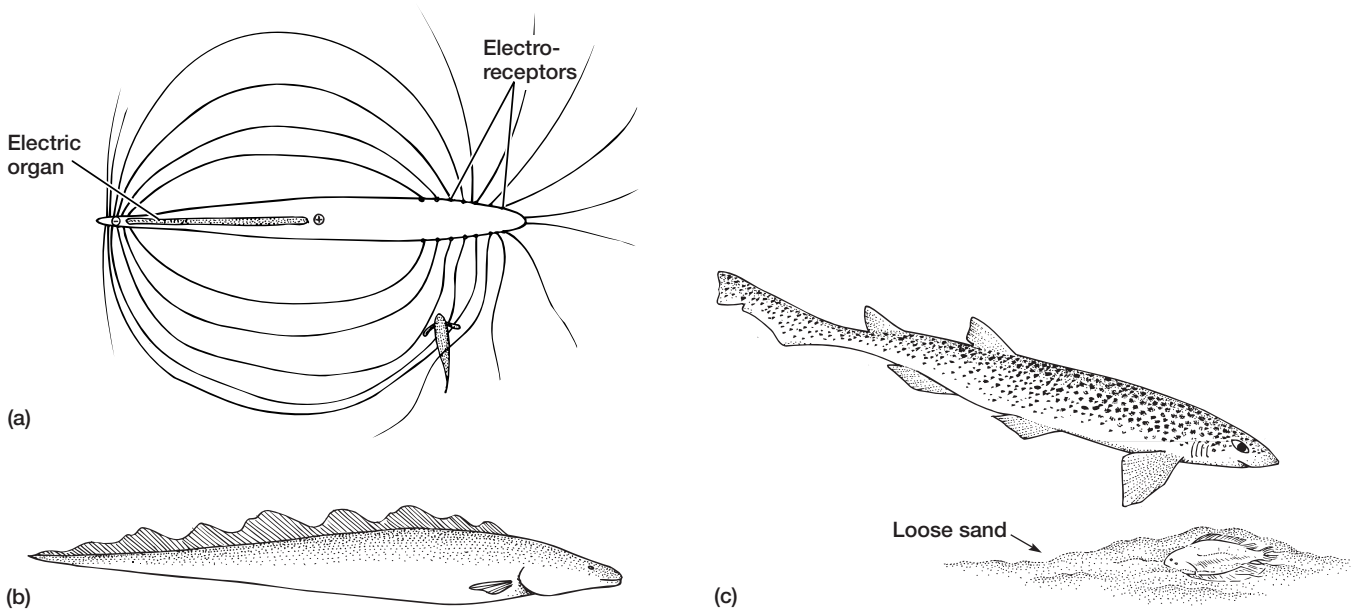 Electro-
receptors
Electric
organ
(a)
(b)
Loose sand
(c)